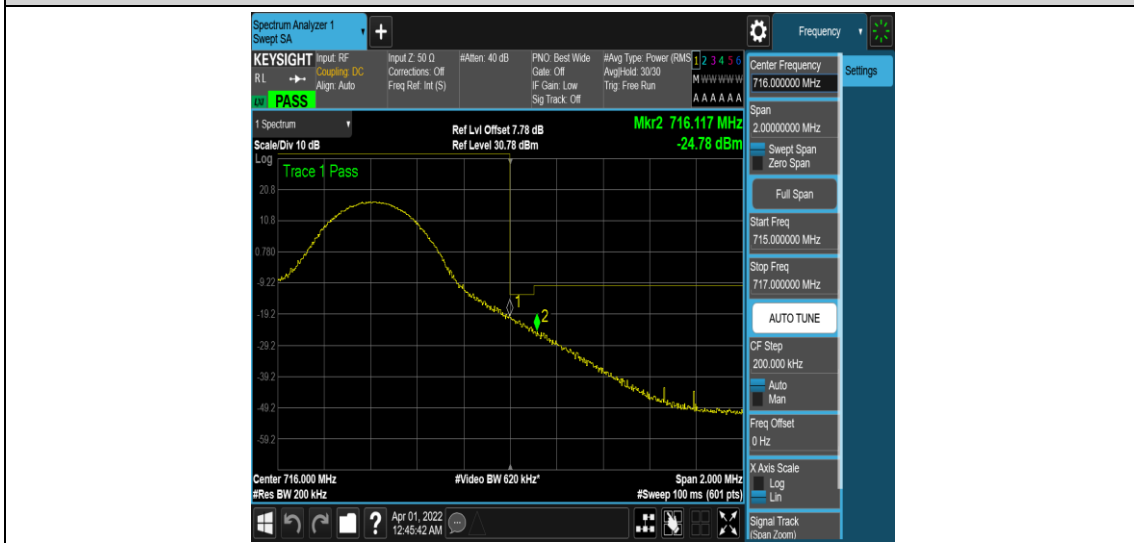 Spectrum Analyzer 1
Swept SA
+
Frequency
KEYSIGHT
RL
Input: RF
Coupling: DC
Align: Auto
Input Z: 50 Ω
Corrections: Off
Freq Ref: Int (S)
#Atten: 40 dB
PNO: Best Wide
Gate: Off
IF Gain: Low
Sig Track: Off
#Avg Type: Power (RMS
Avg|Hold: 30/30
Trig: Free Run
1 2 3 4 5 6
M W W W W W
A A A A A A
PASS
1 Spectrum
Scale/Div 10 dB
Ref Lvl Offset 7.78 dB
Ref Level 30.78 dBm
Mkr2 716.117 MHz
-24.78 dBm
Log
Trace 1 Pass
20.8
10.8
0.780
-9.22
-19.2
-29.2
-39.2
-49.2
-59.2
1
2
Center 716.000 MHz
#Res BW 200 kHz
#Video BW 620 kHz*
Span 2.000 MHz
#Sweep 100 ms (601 pts)
?
Apr 01, 2022
12:45:42 AM
Center Frequency
716.000000 MHz
Settings
Span
2.00000000 MHz
Swept Span
Zero Span
Full Span
Start Freq
715.000000 MHz
Stop Freq
717.000000 MHz
AUTO TUNE
CF Step
200.000 kHz
Auto
Man
Freq Offset
0 Hz
X Axis Scale
Log
Lin
Signal Track
(Span Zoom)